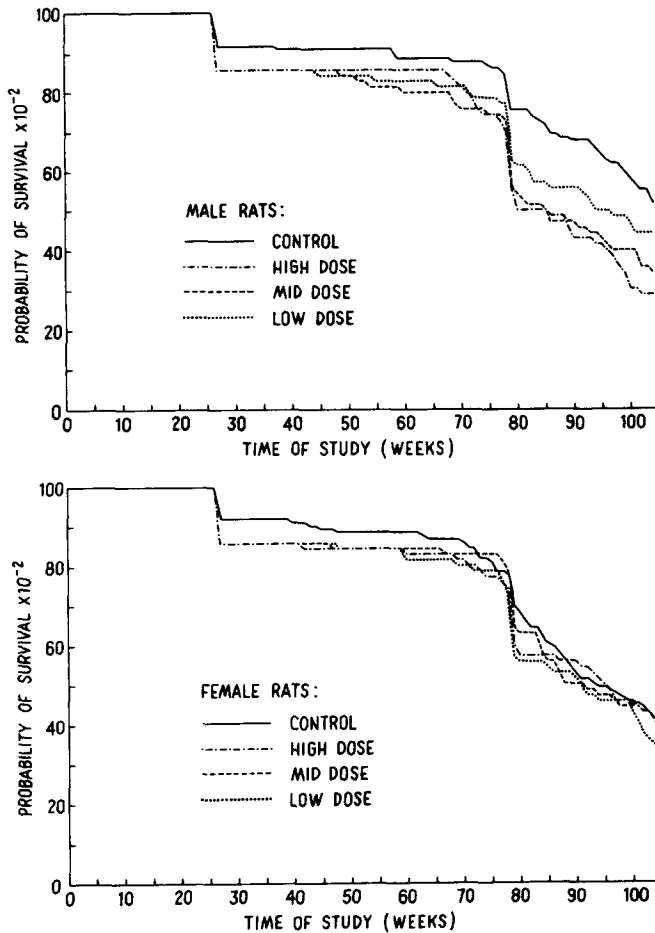 100
80
60
40
20
0
PROBABILITY OF SURVIVAL x10-2
MALE RATS:
CONTROL
HIGH DOSE
MID DOSE
LOW DOSE
0 10 20 30 40 50 60 70 80 90 100
TIME OF STUDY (WEEKS)
100
80
60
40
20
0
PROBABILITY OF SURVIVAL x10-2
FEMALE RATS:
CONTROL
HIGH DOSE
MID DOSE
LOW DOSE
0 10 20 30 40 50 60 70 80 90 100
TIME OF STUDY (WEEKS)